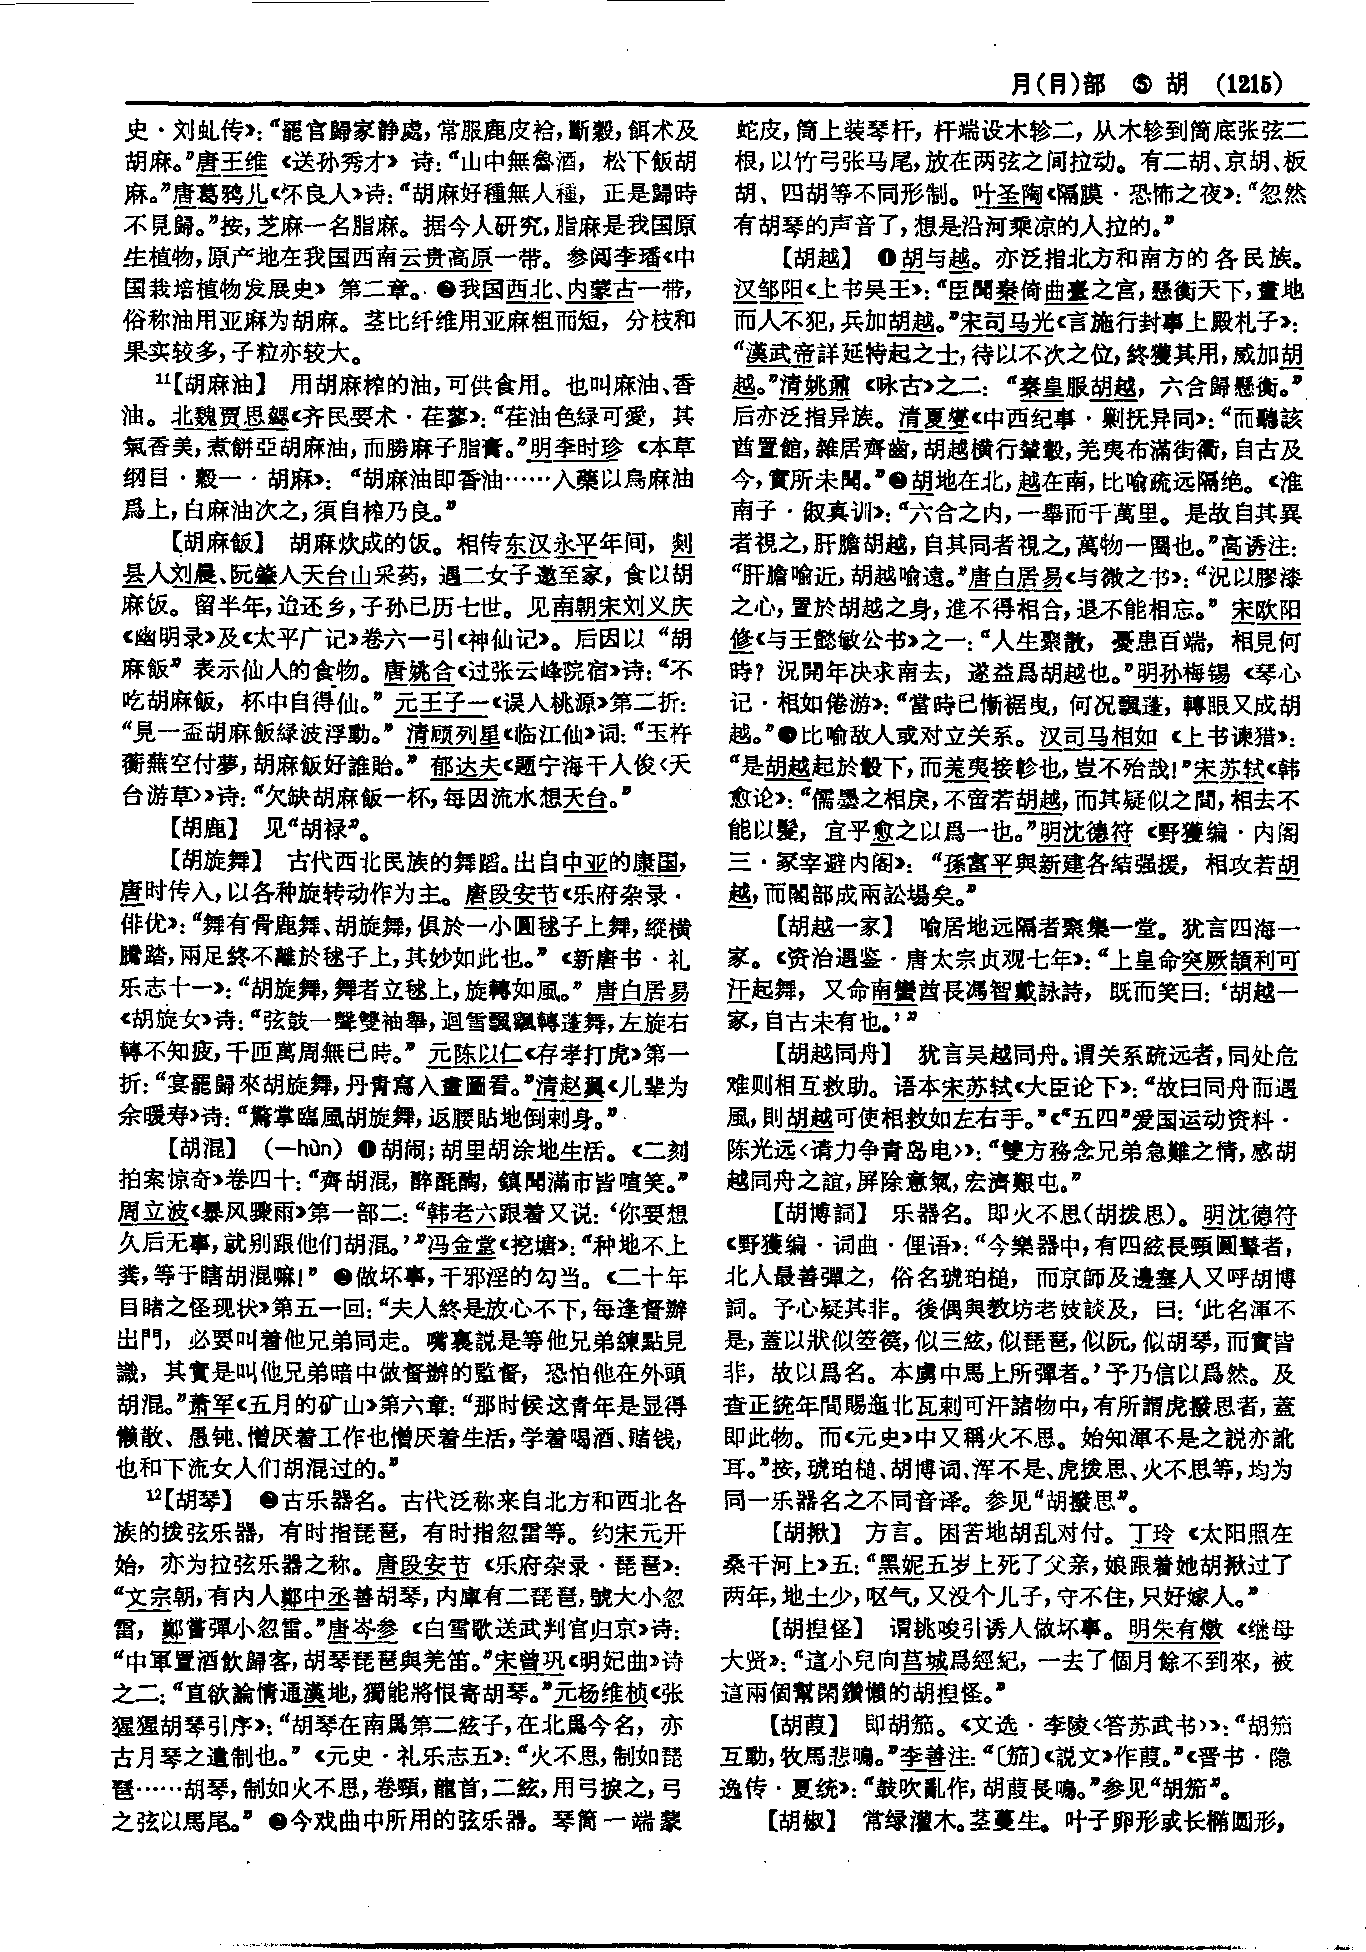 月(⺼)部 ⑤ 胡 (1215)
史·刘虬传》：“罷官歸家静處，常服鹿皮袷，斷穀，餌术及
胡麻。”唐王维《送孙秀才》诗：“山中無魯酒，松下飯胡
麻。”唐葛鸦儿《怀良人》诗：“胡麻好種無人種，正是歸時
不見歸。”按，芝麻一名脂麻。据今人研究，脂麻是我国原
生植物，原产地在我国西南云贵高原一带。参阅李璠《中
国栽培植物发展史》第二章。❷我国西北、内蒙古一带，
俗称油用亚麻为胡麻。茎比纤维用亚麻粗而短，分枝和
果实较多，子粒亦较大。
11【胡麻油】 用胡麻榨的油，可供食用。也叫麻油、香
油。北魏贾思勰《齐民要术·荏蓼》：“荏油色緑可愛，其
氣香美，煮餅亞胡麻油，而勝麻子脂膏。”明李时珍《本草
纲目·穀一·胡麻》：“胡麻油即香油……入藥以烏麻油
爲上，白麻油次之，須自榨乃良。”
【胡麻飯】 胡麻炊成的饭。相传东汉永平年间，剡
县人刘晨、阮肇人天台山采药，遇二女子邀至家，食以胡
麻饭。留半年，迨还乡，子孙已历七世。见南朝宋刘义庆
《幽明录》及《太平广记》卷六一引《神仙记》。后因以“胡
麻飯”表示仙人的食物。唐姚合《过张云峰院宿》诗：“不
吃胡麻飯，杯中自得仙。”元王子一《误入桃源》第二折：
“見一盃胡麻飯緑波浮動。”清顾列星《临江仙》词：“玉杵
蘅蕪空付夢，胡麻飯好誰貽。”郁达夫《题宁海干人俊〈天
台游草〉》诗：“欠缺胡麻飯一杯，每因流水想天台。”
【胡鹿】 见“胡禄”。
【胡旋舞】 古代西北民族的舞蹈。出自中亚的康国，
唐时传入，以各种旋转动作为主。唐段安节《乐府杂录·
俳优》：“舞有骨鹿舞、胡旋舞，俱於一小圓毬子上舞，縱横
騰踏，兩足終不離於毬子上，其妙如此也。”《新唐书·礼
乐志十一》：“胡旋舞，舞者立毬上，旋轉如風。”唐白居易
《胡旋女》诗：“弦鼓一聲雙袖舉，迴雪飄颻轉蓬舞，左旋右
轉不知疲，千匝萬周無已時。”元陈以仁《存孝打虎》第一
折：“宴罷歸來胡旋舞，丹青寫入畫圖看。”清赵翼《儿辈为
余暖寿》诗：“鷩掌臨風胡旋舞，返腰貼地倒刺身。”
【胡混】（—hùn） ❶胡闹；胡里胡涂地生活。《二刻
拍案惊奇》卷四十：“齊胡混，醉酕醄，鎮閧滿市皆喧笑。”
周立波《暴风骤雨》第一部二：“韩老六跟着又说：‘你要想
久后无事，就别跟他们胡混。’”冯金堂《挖塘》：“种地不上
粪，等于瞎胡混嘛！”❷做坏事，干邪淫的勾当。《二十年
目睹之怪现状》第五一回：“夫人終是放心不下，每逢督辦
出門，必要叫着他兄弟同走。嘴裏説是等他兄弟練點見
識，其實是叫他兄弟暗中做督辦的監督，恐怕他在外頭
胡混。”萧军《五月的矿山》第六章：“那时候这青年是显得
懒散、愚钝、憎厌着工作也憎厌着生活，学着喝酒、赌钱，
也和下流女人们胡混过的。”
12【胡琴】 ❶古乐器名。古代泛称来自北方和西北各
族的拨弦乐器，有时指琵琶，有时指忽雷等。约宋元开
始，亦为拉弦乐器之称。唐段安节《乐府杂录·琵琶》：
“文宗朝，有内人鄭中丞善胡琴，内庫有二琵琶，號大小忽
雷，鄭嘗彈小忽雷。”唐岑参《白雪歌送武判官归京》诗：
“中軍置酒飲歸客，胡琴琵琶與羌笛。”宋曾巩《明妃曲》诗
之二：“直欲論情通漢地，獨能將恨寄胡琴。”元杨维桢《张
猩猩胡琴引序》：“胡琴在南爲第二絃子，在北爲今名，亦
古月琴之遺制也。”《元史·礼乐志五》：“火不思，制如琵
琶……胡琴，制如火不思，卷頸，龍首，二絃，用弓捩之，弓
之弦以馬尾。”❷今戏曲中所用的弦乐器。琴筒一端蒙
蛇皮，筒上装琴杆，杆端设木轸二，从木轸到筒底张弦二
根，以竹弓张马尾，放在两弦之间拉动。有二胡、京胡、板
胡、四胡等不同形制。叶圣陶《隔膜·恐怖之夜》：“忽然
有胡琴的声音了，想是沿河乘凉的人拉的。”
【胡越】 ❶胡与越。亦泛指北方和南方的各民族。
汉邹阳《上书吴王》：“臣聞秦倚曲臺之宫，懸衡天下，畫地
而人不犯，兵加胡越。”宋司马光《言施行封事上殿札子》：
“漢武帝詳延特起之士，待以不次之位，終獲其用，威加胡
越。”清姚鼐《咏古》之二：“秦皇服胡越，六合歸懸衡。”
后亦泛指异族。清夏燮《中西纪事·剿抚异同》：“而聽該
酋置館，雜居齊齒，胡越横行輦轂，羌夷布滿街衢，自古及
今，實所未聞。”❷胡地在北，越在南，比喻疏远隔绝。《淮
南子·俶真训》：“六合之内，一舉而千萬里。是故自其異
者視之，肝膽胡越，自其同者視之，萬物一圈也。”高诱注：
“肝膽喻近，胡越喻遠。”唐白居易《与微之书》：“況以膠漆
之心，置於胡越之身，進不得相合，退不能相忘。”宋欧阳
修《与王懿敏公书》之一：“人生聚散，憂患百端，相見何
時？況開年决求南去，遂益爲胡越也。”明孙梅锡《琴心
记·相如倦游》：“當時已慚裾曳，何况飄蓬，轉眼又成胡
越。”❸比喻敌人或对立关系。汉司马相如《上书谏猎》：
“是胡越起於轂下，而羌夷接軫也，豈不殆哉！”宋苏轼《韩
愈论》：“儒墨之相戾，不啻若胡越，而其疑似之間，相去不
能以髮，宜乎愈之以爲一也。”明沈德符《野獲编·内阁
三·冢宰避内阁》：“孫富平與新建各結强援，相攻若胡
越，而閣部成兩訟場矣。”
【胡越一家】 喻居地远隔者聚集一堂。犹言四海一
家。《资治通鉴·唐太宗贞观七年》：“上皇命突厥頡利可
汗起舞，又命南蠻酋長馮智戴詠詩，既而笑曰：‘胡越一
家，自古未有也。’”
【胡越同舟】 犹言吴越同舟。谓关系疏远者，同处危
难则相互救助。语本宋苏轼《大臣论下》：“故曰同舟而遇
風，則胡越可使相救如左右手。”《“五四”爱国运动资料·
陈光远〈请力争青岛电〉》：“雙方務念兄弟急難之情，感胡
越同舟之誼，屏除意氣，宏濟艱屯。”
【胡博詞】 乐器名。即火不思（胡拨思）。明沈德符
《野獲编·词曲·俚语》：“今樂器中，有四絃長頸圓鼙者，
北人最善彈之，俗名琥珀槌，而京師及邊塞人又呼胡博
詞。予心疑其非。後偶與教坊老妓談及，曰：‘此名渾不
是，蓋以狀似箜篌，似三絃，似琵琶，似阮，似胡琴，而實皆
非，故以爲名。本虜中馬上所彈者。’予乃信以爲然。及
查正統年間賜迤北瓦剌可汗諸物中，有所謂虎撥思者，蓋
即此物。而《元史》中又稱火不思。始知渾不是之説亦訛
耳。”按，琥珀槌、胡博词、浑不是、虎拨思、火不思等，均为
同一乐器名之不同音译。参见“胡撥思”。
【胡揪】 方言。困苦地胡乱对付。丁玲《太阳照在
桑干河上》五：“黑妮五岁上死了父亲，娘跟着她胡揪过了
两年，地土少，呕气，又没个儿子，守不住，只好嫁人。”
【胡揑怪】 谓挑唆引诱人做坏事。明朱有燉《继母
大贤》：“這小兒向莒城爲經紀，一去了個月餘不到來，被
這兩個幫閑鑽懶的胡揑怪。”
【胡葭】 即胡笳。《文选·李陵〈答苏武书〉》：“胡笳
互動，牧馬悲鳴。”李善注：“〔笳〕《説文》作葭。”《晋书·隐
逸传·夏统》：“鼓吹亂作，胡葭長鳴。”参见“胡笳”。
【胡椒】 常绿灌木。茎蔓生。叶子卵形或长椭圆形，